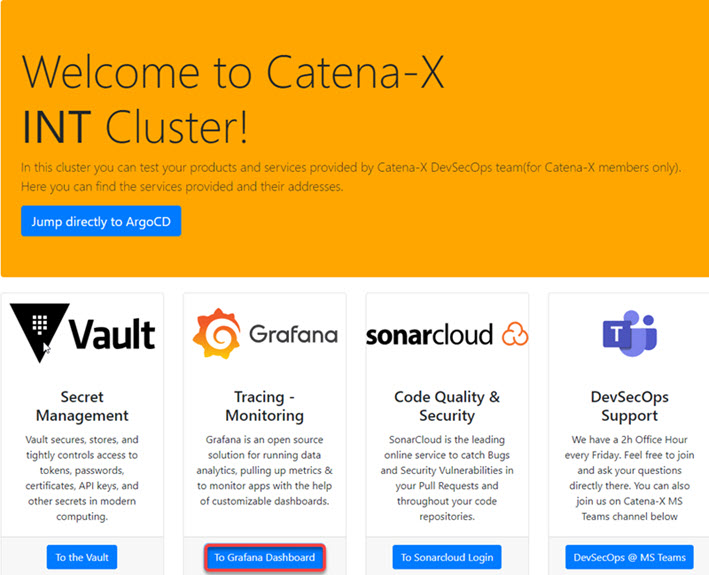 Welcome to Catena-X
INT Cluster!
In this cluster you can test your products and services provided by Catena-X DevSecOps team(for Catena-X members only).
Here you can find the services provided and their addresses.
Jump directly to ArgoCD
Vault
Secret
Management
Vault secures, stores, and
tightly controls access to
tokens, passwords,
certificates, API keys, and
other secrets in modern
computing.
To the Vault
Grafana
Tracing -
Monitoring
Grafana is an open source
solution for running data
analytics, pulling up metrics &
to monitor apps with the help
of customizable dashboards.
To Grafana Dashboard
sonarcloud
Code Quality &
Security
SonarCloud is the leading
online service to catch Bugs
and Security Vulnerabilities in
your Pull Requests and
throughout your code
repositories.
To Sonarcloud Login
T
DevSecOps
Support
We have a 2h Office Hour
every Friday. Feel free to join
and ask your questions
directly there. You can also
join us on Catena-X MS
Teams channel below
DevSecOps @ MS Teams